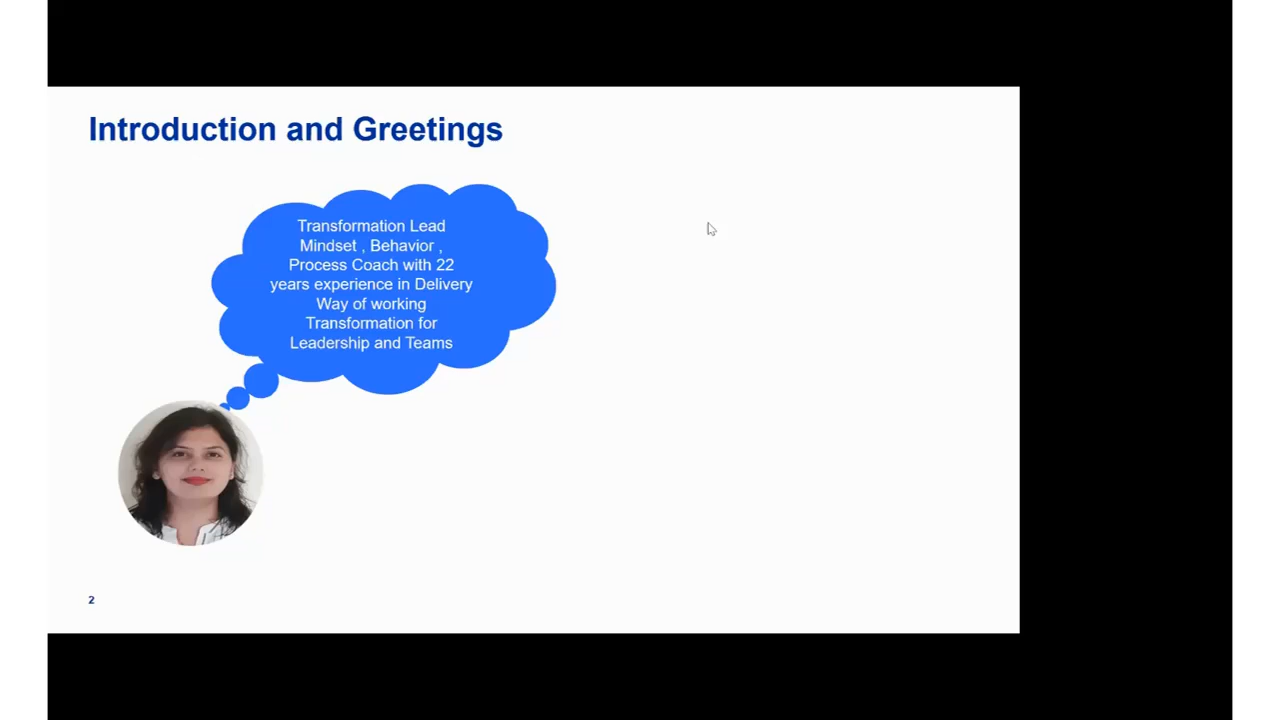 Introduction and Greetings
Transformation Lead
Mindset , Behavior ,
Process Coach with 22
years experience in Delivery
Way of working
Transformation for
Leadership and Teams
2